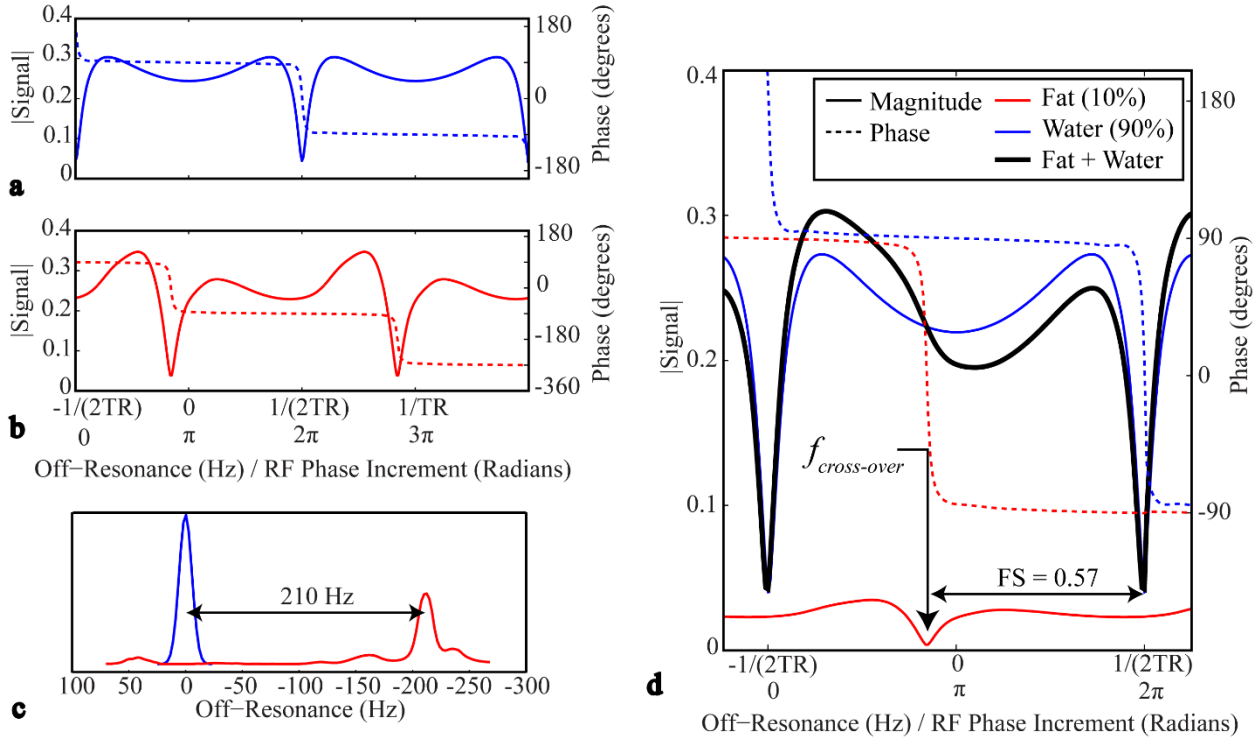 0.4
0.3
0.2
0.1
0
|Signal|
180
90
0
-180
Phase (degrees)
a
0.4
0.3
0.2
0.1
0
|Signal|
180
0
-180
-360
Phase (degrees)
b
-1/(2TR) 0 1/(2TR) 1/TR
0 π 2π 3π
Off−Resonance (Hz) / RF Phase Increment (Radians)
210 Hz
100 50 0 -50 -100 -150 -200 -250 -300
Off−Resonance (Hz)
c
0.4
0.3
0.2
0.1
0
|Signal|
Magnitude
Phase
Fat (10%)
Water (90%)
Fat + Water
180
90
0
-90
Phase (degrees)
f cross-over
FS = 0.57
-1/(2TR) 0 1/(2TR)
0 π 2π
Off−Resonance (Hz) / RF Phase Increment (Radians)
d